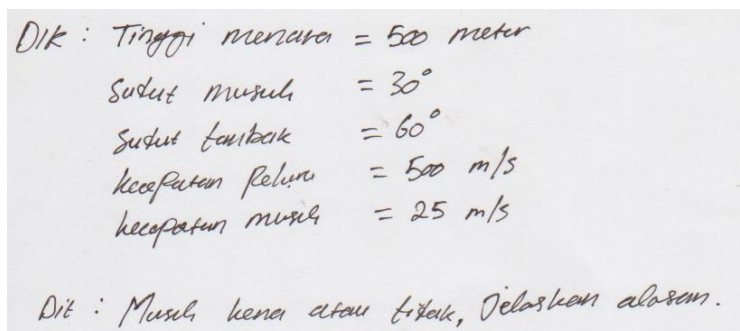 Dik : Tinggi menara = 500 meter
Sudut musuh = 30°
Sudut tembak = 60°
kecepatan Peluru = 500 m/s
kecepatan musuh = 25 m/s
Dit : Musuh kena atau tidak, Jelaskan alasan.